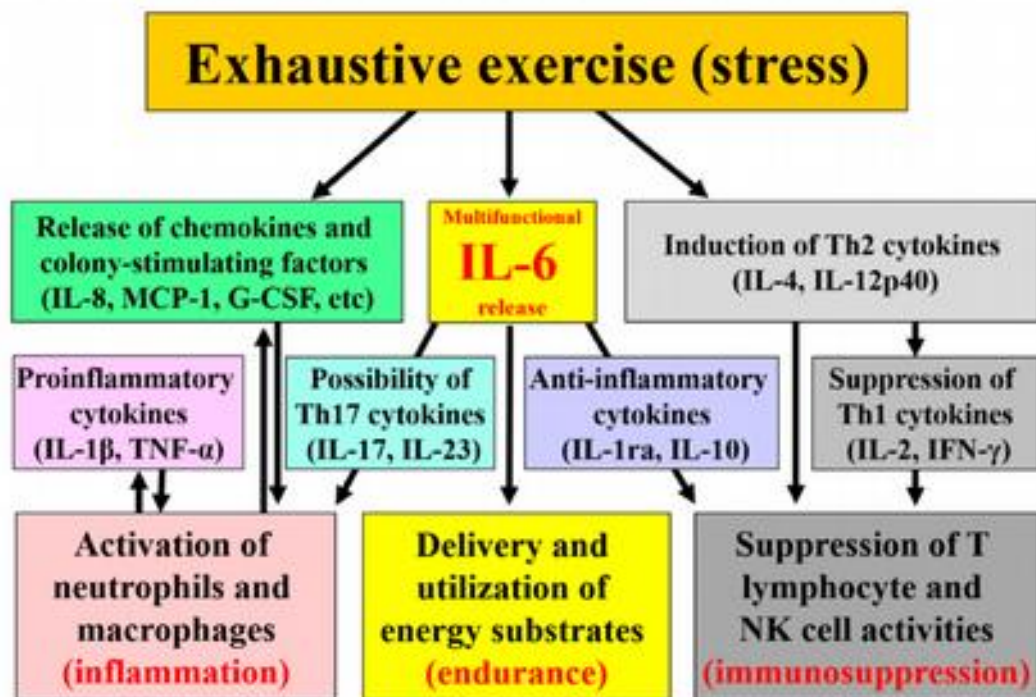 Exhaustive exercise (stress)
Release of chemokines and
colony-stimulating factors
(IL-8, MCP-1, G-CSF, etc)
Multifunctional
IL-6
release
Induction of Th2 cytokines
(IL-4, IL-12p40)
Proinflammatory
cytokines
(IL-1β, TNF-α)
Possibility of
Th17 cytokines
(IL-17, IL-23)
Anti-inflammatory
cytokines
(IL-1ra, IL-10)
Suppression of
Th1 cytokines
(IL-2, IFN-γ)
Activation of
neutrophils and
macrophages
(inflammation)
Delivery and
utilization of
energy substrates
(endurance)
Suppression of T
lymphocyte and
NK cell activities
(immunosuppression)